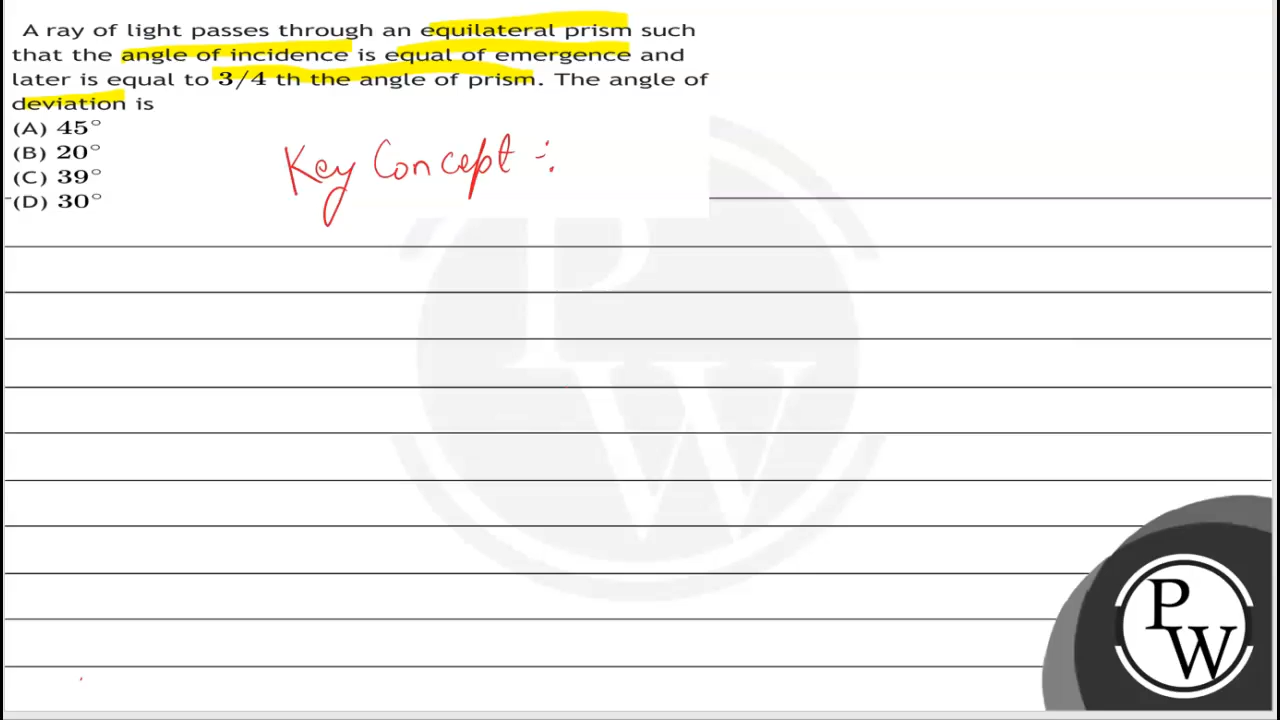 A ray of light passes through an equilateral prism such
that the angle of incidence is equal of emergence and
later is equal to 3/4 th the angle of prism. The angle of
deviation is
(A) 45°
(B) 20°
(C) 39°
(D) 30°
Key Concept :-
P
W
P
W